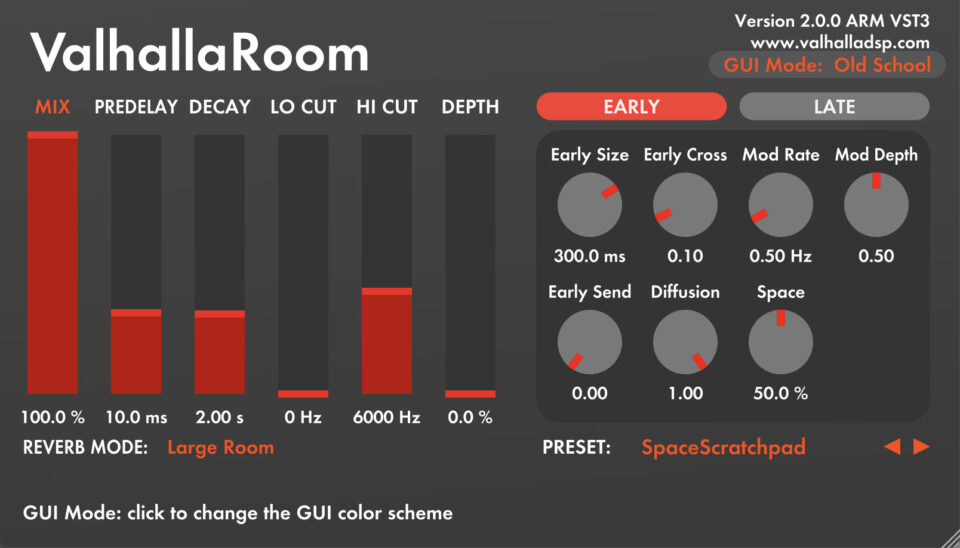 ValhallaRoom
Version 2.0.0 ARM VST3
www.valhalladsp.com
GUI Mode: Old School
MIX PREDELAY DECAY LO CUT HI CUT DEPTH
EARLY LATE
Early Size Early Cross Mod Rate Mod Depth
300.0 ms 0.10 0.50 Hz 0.50
Early Send Diffusion Space
0.00 1.00 50.0 %
100.0 % 10.0 ms 2.00 s 0 Hz 6000 Hz 0.0 %
REVERB MODE: Large Room
PRESET: SpaceScratchpad
GUI Mode: click to change the GUI color scheme